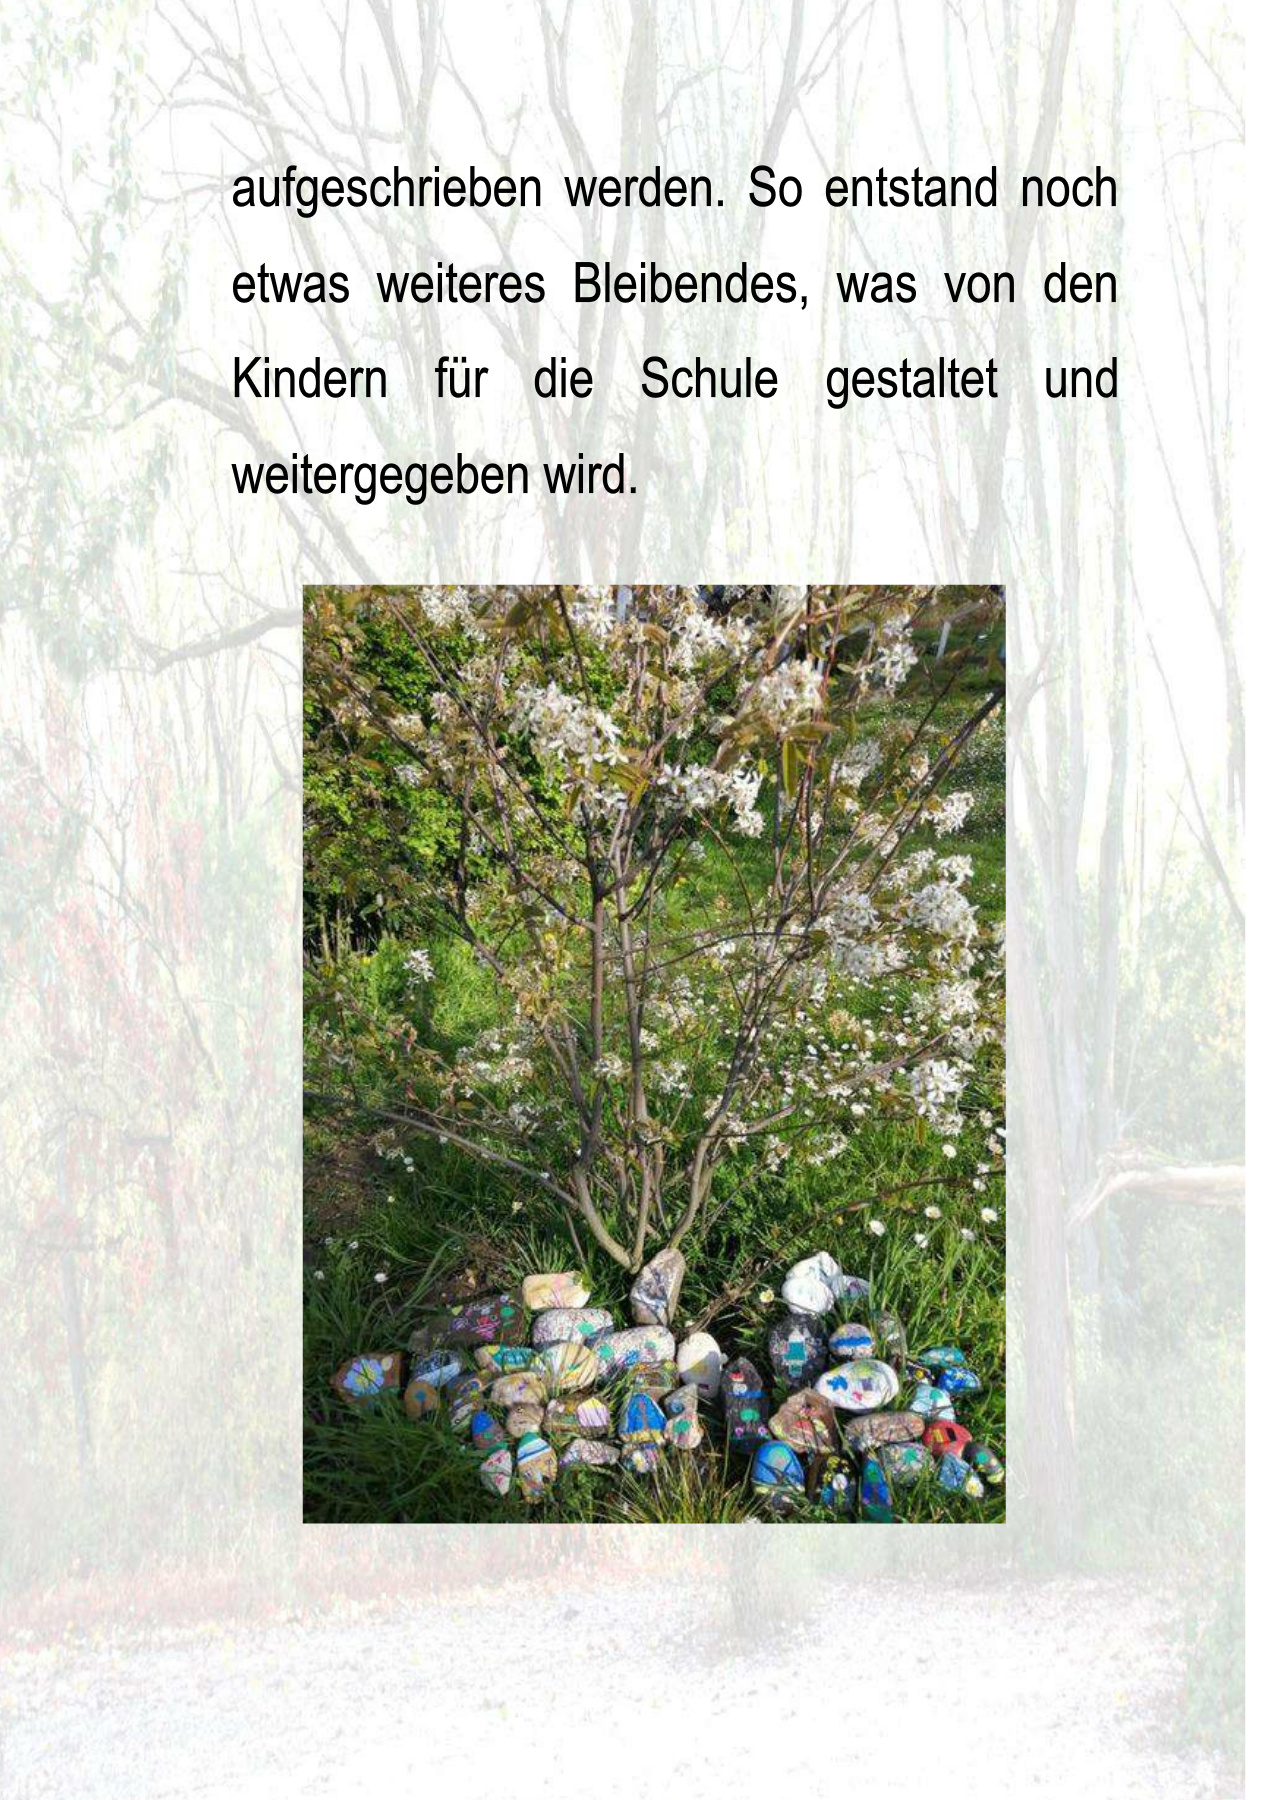 aufgeschrieben werden. So entstand noch
etwas weiteres Bleibendes, was von den
Kindern für die Schule gestaltet und
weitergegeben wird.